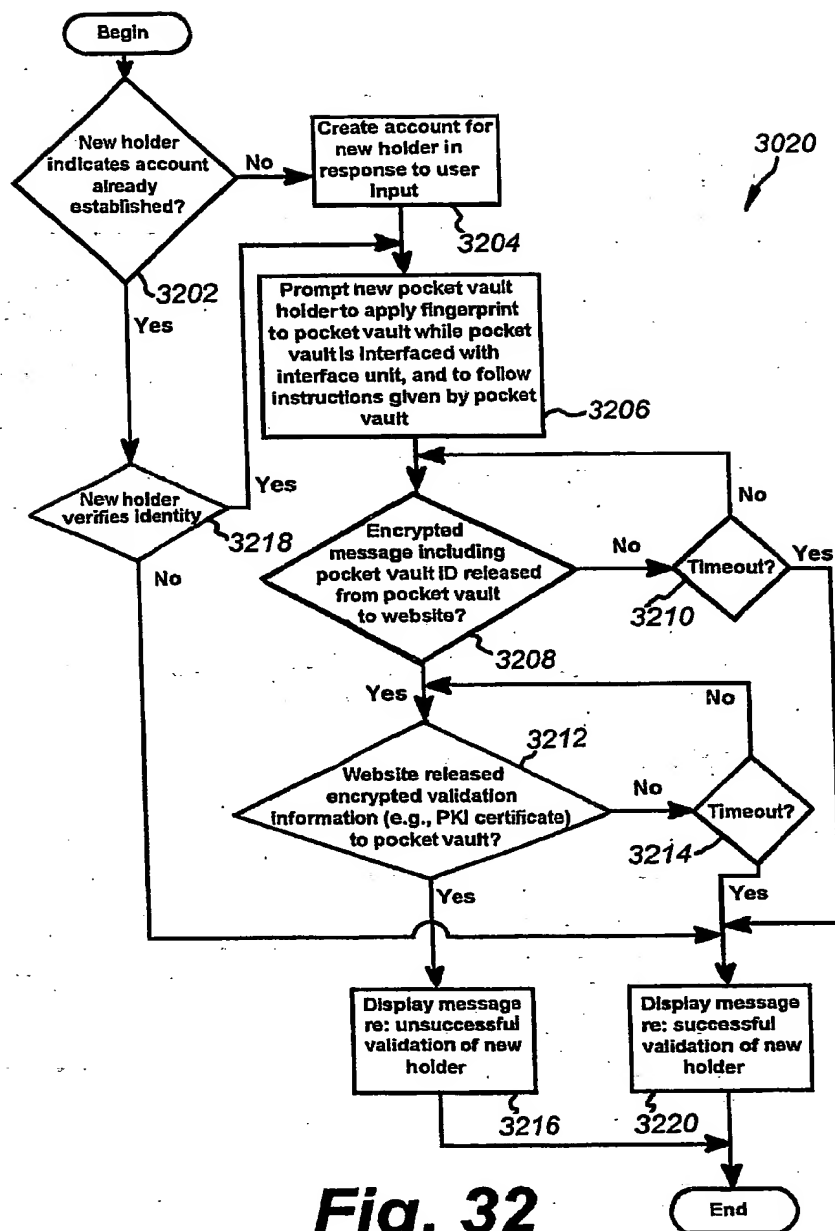 Begin
New holder
indicates account
already
established?
No
Create account for
new holder in
response to user
input
3020
3204
3202
Yes
Prompt new pocket vault
holder to apply fingerprint
to pocket vault while pocket
vault is interfaced with
interface unit, and to follow
instructions given by pocket
vault
3206
New holder
verifies identity
Yes
3218
No
Encrypted
message including
pocket vault ID released
from pocket vault
to website?
No
Timeout?
No
Yes
3210
3208
Yes
No
3212
Website released
encrypted validation
information (e.g., PKI certificate)
to pocket vault?
No
Timeout?
3214
Yes
Yes
Display message
re: unsuccessful
validation of new
holder
3216
Display message
re: successful
validation of new
holder
3220
End
Fig. 32